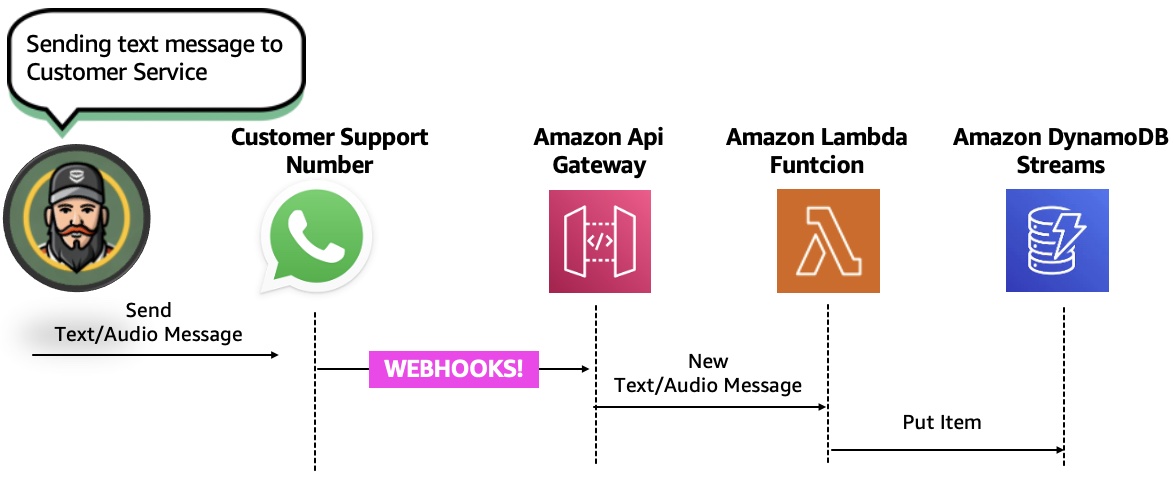 Sending text message to
Customer Service
Customer Support
Number
Amazon Api
Gateway
Amazon Lambda
Funtcion
Amazon DynamoDB
Streams
</>
Send
Text/Audio Message
WEBHOOKS!
New
Text/Audio Message
Put Item